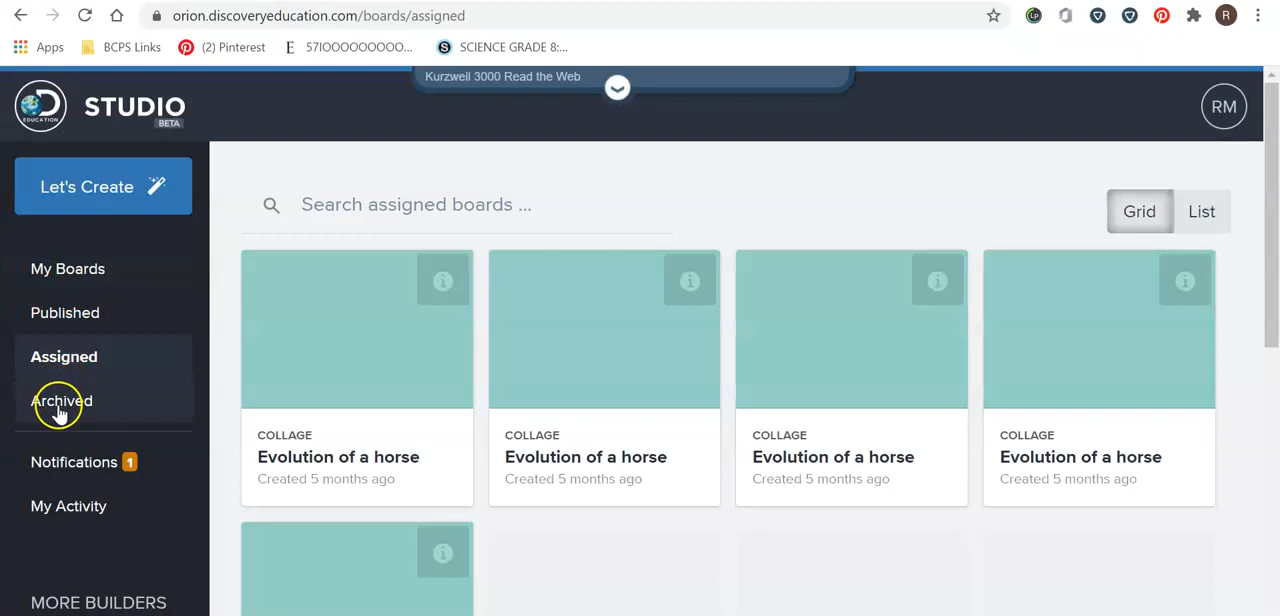 orion.discoveryeducation.com/boards/assigned
R
Apps BCPS Links (2) Pinterest 57IOOOOOOOOO... SCIENCE GRADE 8:...
Kurzweil 3000 Read the Web
EDUCATION STUDIO BETA
RM
Let's Create
My Boards
Published
Assigned
Archived
Notifications 1
My Activity
MORE BUILDERS
Search assigned boards ...
Grid List
COLLAGE COLLAGE COLLAGE COLLAGE
Evolution of a horse Evolution of a horse Evolution of a horse Evolution of a horse
Created 5 months ago Created 5 months ago Created 5 months ago Created 5 months ago